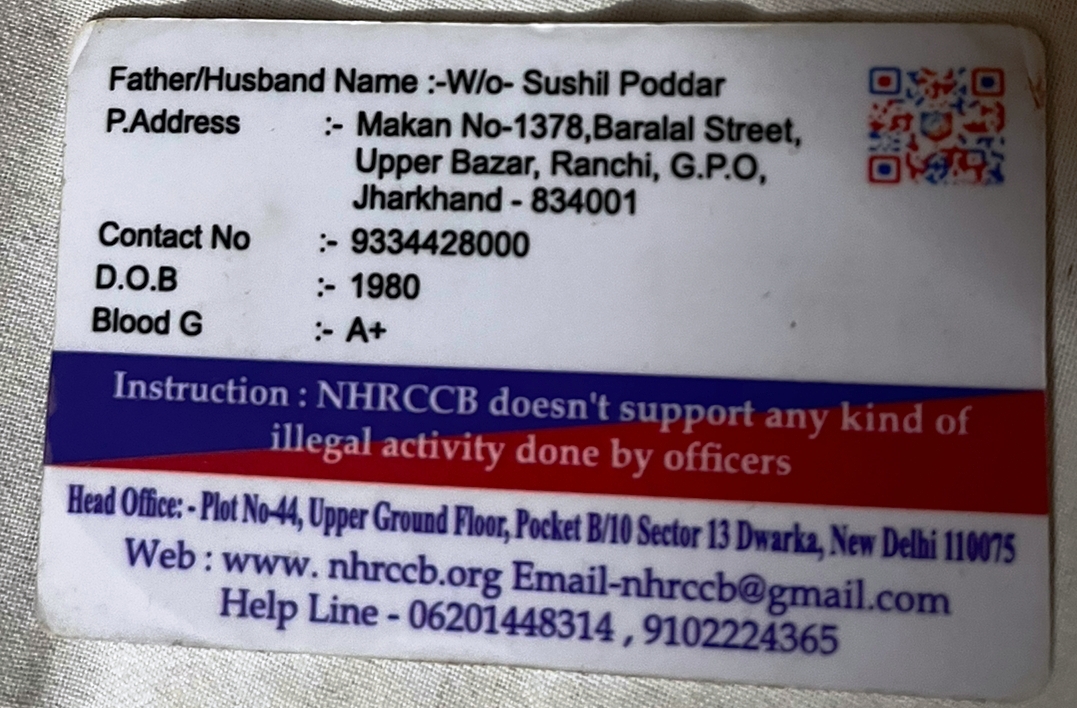 Father/Husband Name :-W/o- Sushil Poddar
P.Address :- Makan No-1378,Baralal Street,
Upper Bazar, Ranchi, G.P.O,
Jharkhand - 834001
Contact No :- 9334428000
D.O.B :- 1980
Blood G :- A+
Instruction : NHRCCB doesn't support any kind of
illegal activity done by officers
Head Office: - Plot No-44, Upper Ground Floor, Pocket B/10 Sector 13 Dwarka, New Delhi 110075
Web : www. nhrccb.org Email-nhrccb@gmail.com
Help Line - 06201448314 , 9102224365